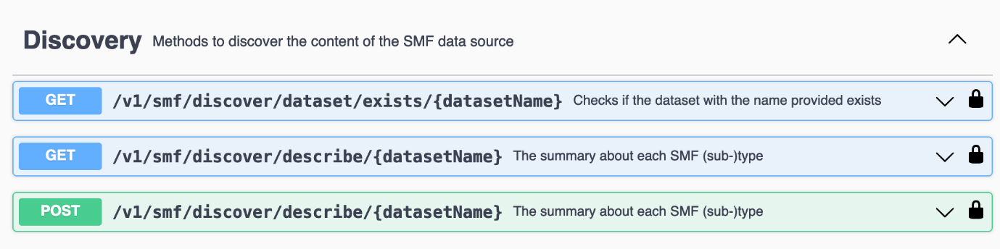 Discovery Methods to discover the content of the SMF data source
GET /v1/smf/discover/dataset/exists/{datasetName} Checks if the dataset with the name provided exists
GET /v1/smf/discover/describe/{datasetName} The summary about each SMF (sub-)type
POST /v1/smf/discover/describe/{datasetName} The summary about each SMF (sub-)type